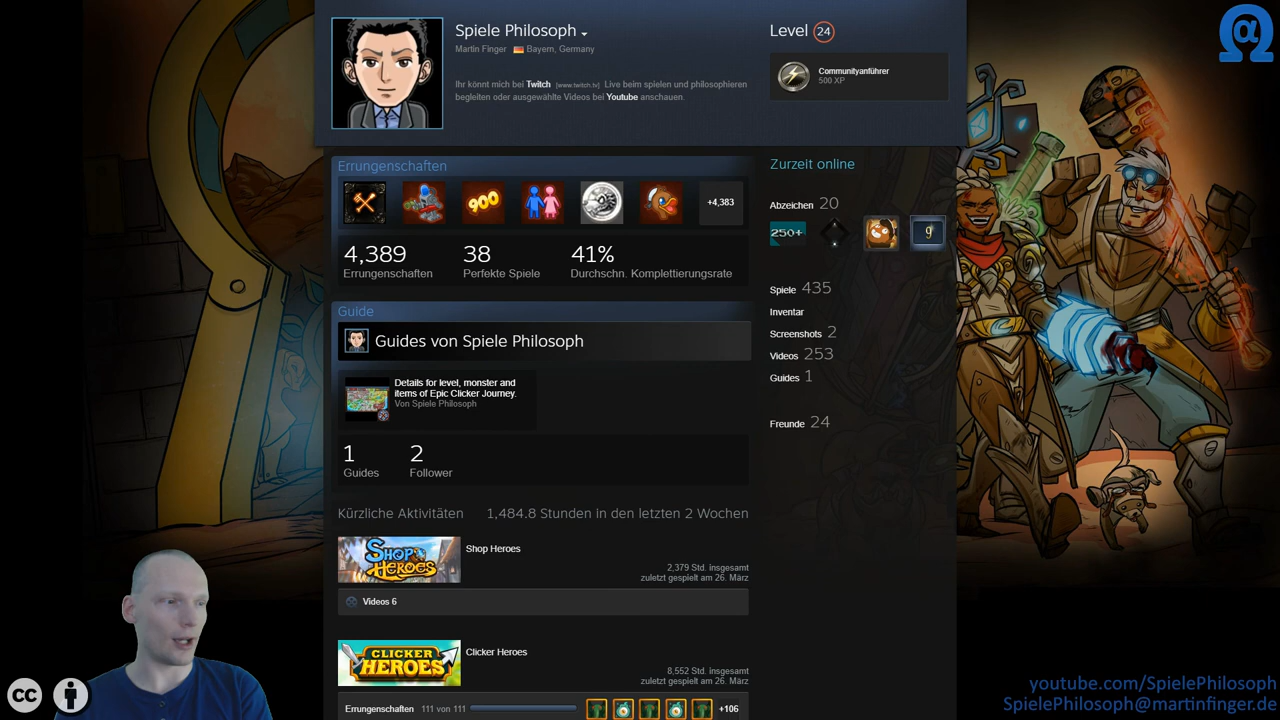 Spiele Philosoph
Martin Finger Bayern, Germany
Ihr könnt mich bei Twitch [www.twitch.tv] Live beim spielen und philosophieren
begleiten oder ausgewählte Videos bei Youtube anschauen.
Level 24
Communityanführer
500 XP
Errungenschaften
900
+4,383
4,389
Errungenschaften
38
Perfekte Spiele
41%
Durchschn. Komplettierungsrate
Guide
Guides von Spiele Philosoph
Details for level, monster and
items of Epic Clicker Journey.
Von Spiele Philosoph
1
Guides
2
Follower
Kürzliche Aktivitäten 1,484.8 Stunden in den letzten 2 Wochen
SHOP HEROES
Shop Heroes
2,379 Std. insgesamt
zuletzt gespielt am 26. März
Videos 6
CLICKER HEROES
Clicker Heroes
8,552 Std. insgesamt
zuletzt gespielt am 26. März
Errungenschaften 111 von 111 +106
Zurzeit online
Abzeichen 20
250+
9
Spiele 435
Inventar
Screenshots 2
Videos 253
Guides 1
Freunde 24
cc
youtube.com/SpielePhilosoph
SpielePhilosoph@martinfinger.de